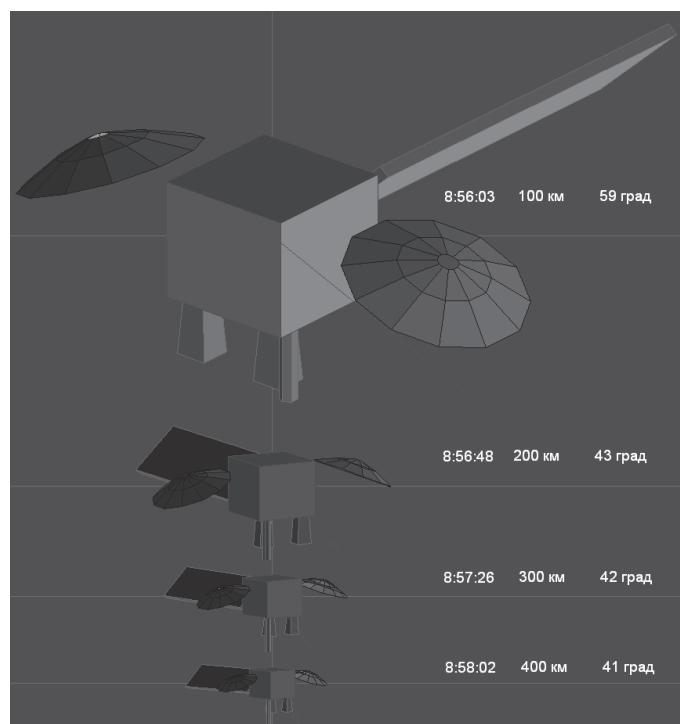 8:56:03 100 км 59 град
8:56:48 200 км 43 град
8:57:26 300 км 42 град
8:58:02 400 км 41 град